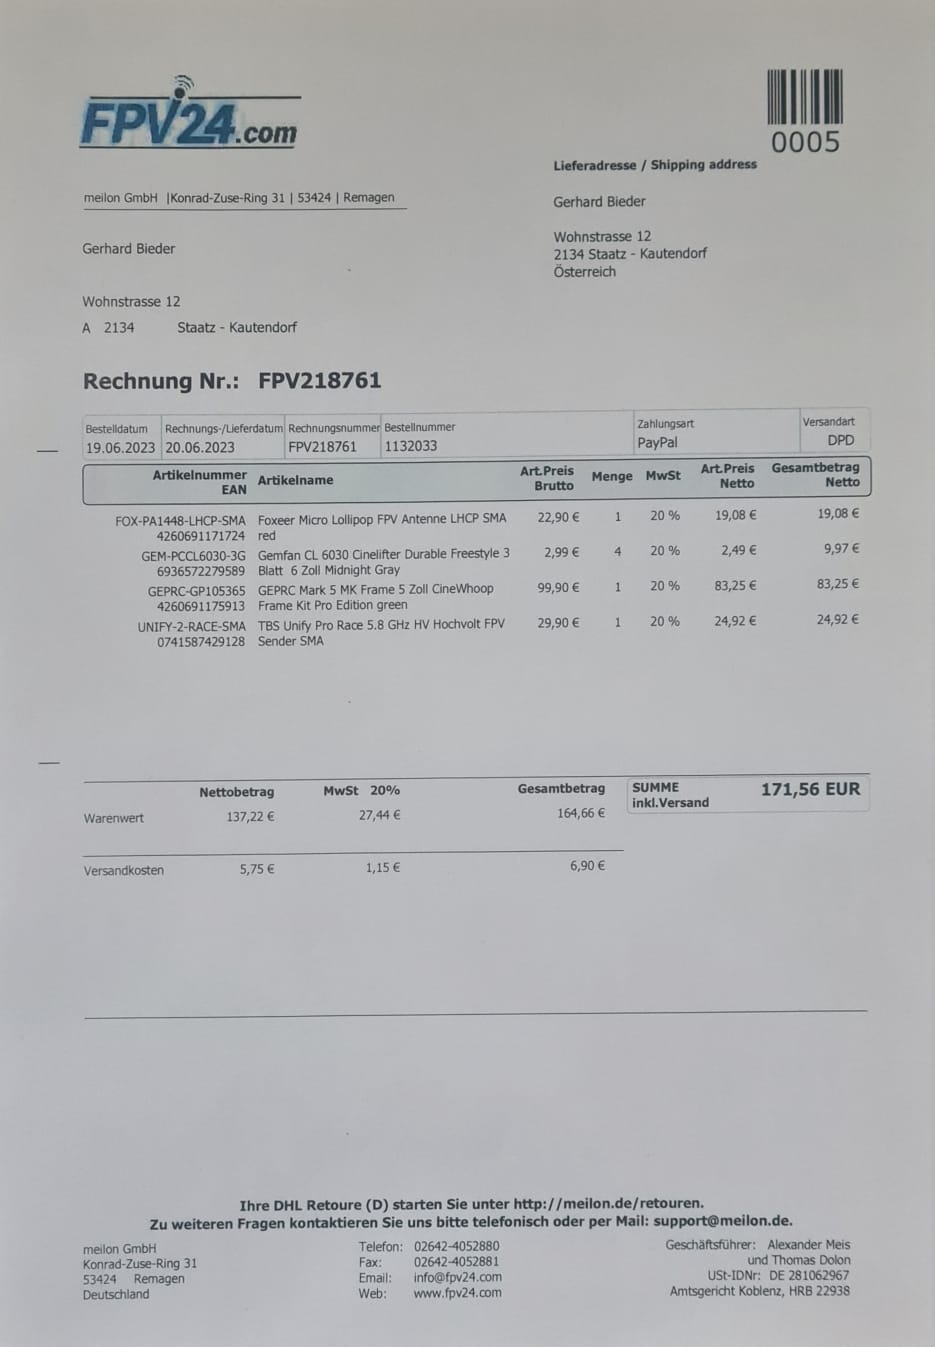 FPV24.com
0005
Lieferadresse / Shipping address
meilon GmbH |Konrad-Zuse-Ring 31 | 53424 | Remagen
Gerhard Bieder
Wohnstrasse 12
2134 Staatz - Kautendorf
Österreich
Gerhard Bieder
Wohnstrasse 12
A 2134 Staatz - Kautendorf
Rechnung Nr.: FPV218761
Bestelldatum Rechnungs-/Lieferdatum Rechnungsnummer Bestellnummer Zahlungsart Versandart
19.06.2023 20.06.2023 FPV218761 1132033 PayPal DPD
Artikelnummer Artikelname Art.Preis Menge MwSt Art.Preis Gesamtbetrag
EAN Brutto Netto Netto
FOX-PA1448-LHCP-SMA Foxeer Micro Lollipop FPV Antenne LHCP SMA 22,90 € 1 20 % 19,08 € 19,08 €
4260691171724 red
GEM-PCCL6030-3G Gemfan CL 6030 Cinelifter Durable Freestyle 3 2,99 € 4 20 % 2,49 € 9,97 €
6936572279589 Blatt 6 Zoll Midnight Gray
GEPRC-GP105365 GEPRC Mark 5 MK Frame 5 Zoll CineWhoop 99,90 € 1 20 % 83,25 € 83,25 €
4260691175913 Frame Kit Pro Edition green
UNIFY-2-RACE-SMA TBS Unify Pro Race 5.8 GHz HV Hochvolt FPV 29,90 € 1 20 % 24,92 € 24,92 €
0741587429128 Sender SMA
Nettobetrag MwSt 20% Gesamtbetrag SUMME 171,56 EUR
inkl.Versand
Warenwert 137,22 € 27,44 € 164,66 €
Versandkosten 5,75 € 1,15 € 6,90 €
Ihre DHL Retoure (D) starten Sie unter http://meilon.de/retouren.
Zu weiteren Fragen kontaktieren Sie uns bitte telefonisch oder per Mail: support@meilon.de.
meilon GmbH Telefon: 02642-4052880 Geschäftsführer: Alexander Meis
Konrad-Zuse-Ring 31 Fax: 02642-4052881 und Thomas Dolon
53424 Remagen Email: info@fpv24.com USt-IDNr: DE 281062967
Deutschland Web: www.fpv24.com Amtsgericht Koblenz, HRB 22938